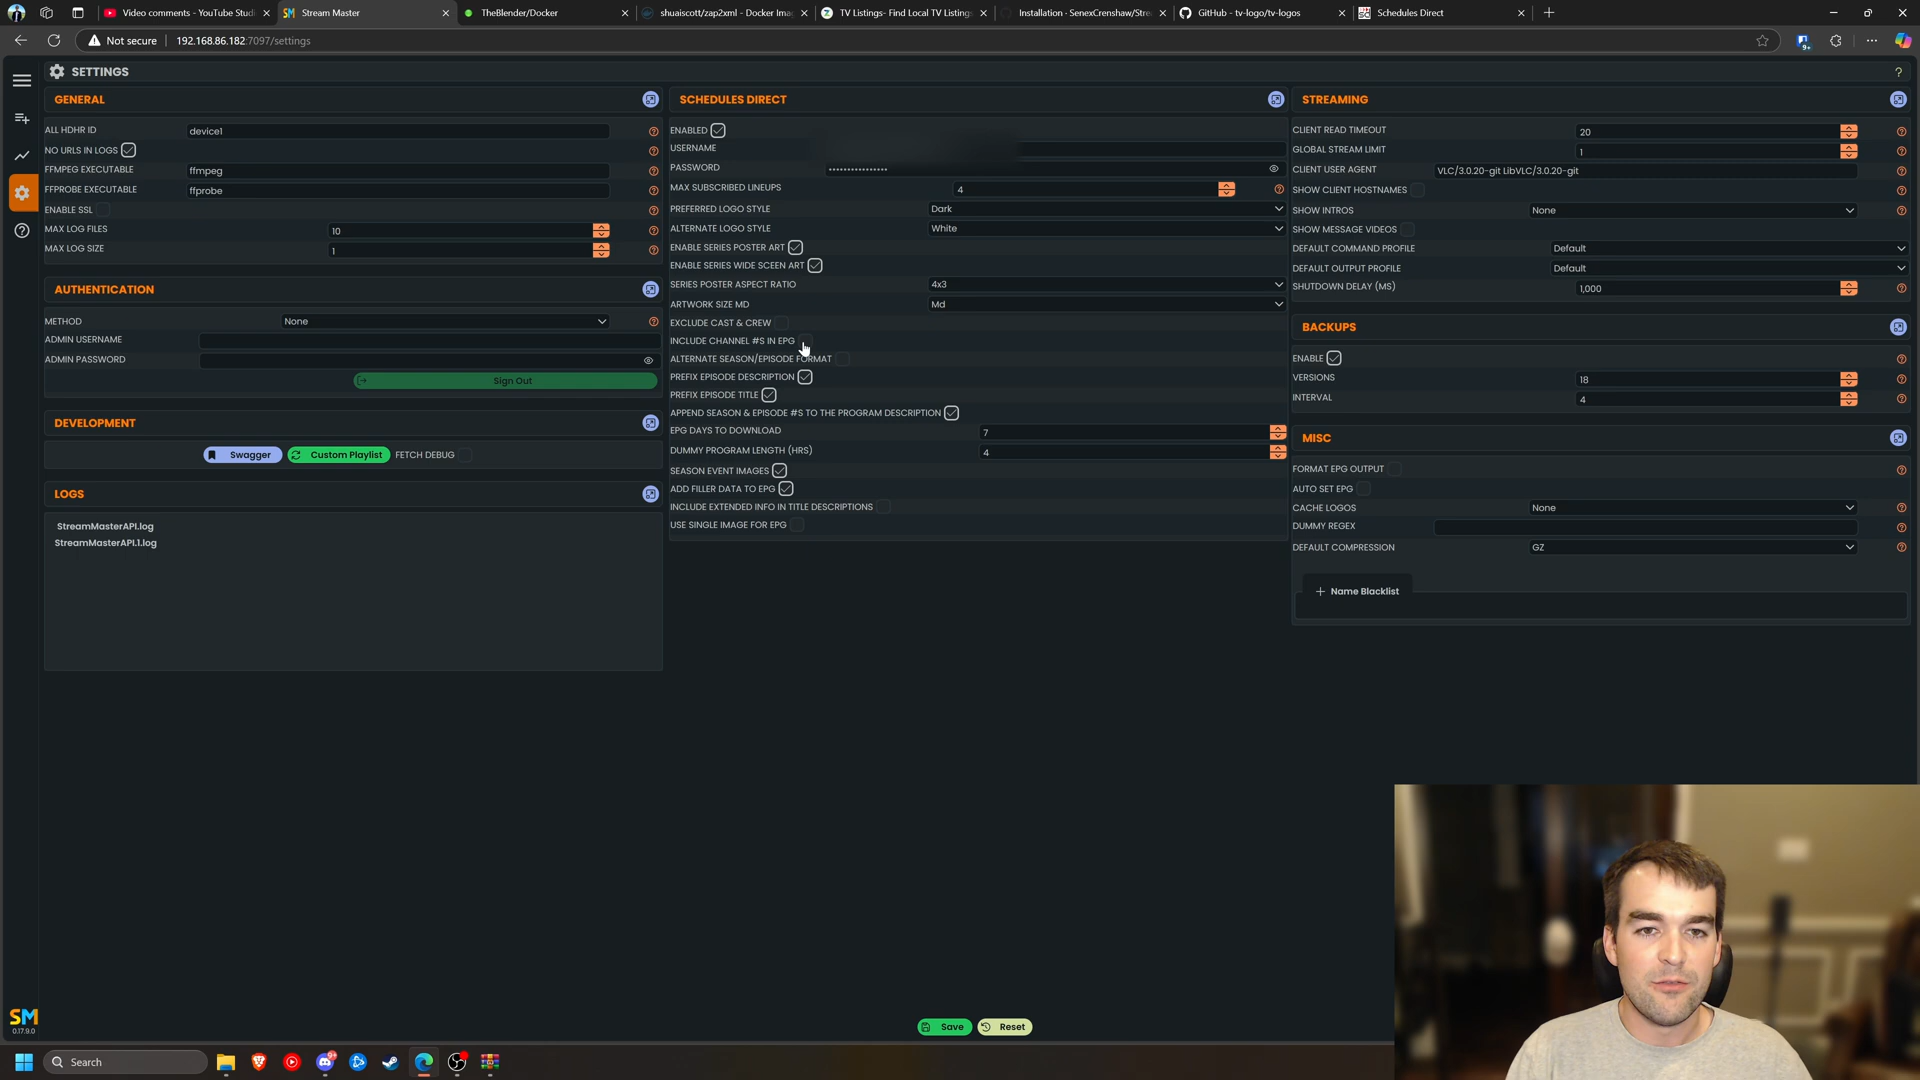 Video comments - YouTube Studi
Stream Master
TheBlender/Docker
shuaiscott/zap2xml - Docker Ima
TV Listings- Find Local TV Listings
Installation · SenexCrenshaw/Stre
GitHub - tv-logo/tv-logos
Schedules Direct
Not secure
192.168.86.182:7097/settings
9+
SETTINGS
?
GENERAL
ALL HDHR ID
device1
NO URLS IN LOGS
FFMPEG EXECUTABLE
ffmpeg
FFPROBE EXECUTABLE
ffprobe
ENABLE SSL
MAX LOG FILES
10
MAX LOG SIZE
1
AUTHENTICATION
METHOD
None
ADMIN USERNAME
ADMIN PASSWORD
Sign Out
DEVELOPMENT
Swagger
Custom Playlist
FETCH DEBUG
LOGS
StreamMasterAPI.log
StreamMasterAPI.1.log
SCHEDULES DIRECT
ENABLED
USERNAME
PASSWORD
MAX SUBSCRIBED LINEUPS
4
PREFERRED LOGO STYLE
Dark
ALTERNATE LOGO STYLE
White
ENABLE SERIES POSTER ART
ENABLE SERIES WIDE SCEEN ART
SERIES POSTER ASPECT RATIO
4x3
ARTWORK SIZE MD
Md
EXCLUDE CAST & CREW
INCLUDE CHANNEL #S IN EPG
ALTERNATE SEASON/EPISODE FORMAT
PREFIX EPISODE DESCRIPTION
PREFIX EPISODE TITLE
APPEND SEASON & EPISODE #S TO THE PROGRAM DESCRIPTION
EPG DAYS TO DOWNLOAD
7
DUMMY PROGRAM LENGTH (HRS)
4
SEASON EVENT IMAGES
ADD FILLER DATA TO EPG
INCLUDE EXTENDED INFO IN TITLE DESCRIPTIONS
USE SINGLE IMAGE FOR EPG
STREAMING
CLIENT READ TIMEOUT
20
GLOBAL STREAM LIMIT
1
CLIENT USER AGENT
VLC/3.0.20-git LibVLC/3.0.20-git
SHOW CLIENT HOSTNAMES
SHOW INTROS
None
SHOW MESSAGE VIDEOS
DEFAULT COMMAND PROFILE
Default
DEFAULT OUTPUT PROFILE
Default
SHUTDOWN DELAY (MS)
1,000
BACKUPS
ENABLE
VERSIONS
18
INTERVAL
4
MISC
FORMAT EPG OUTPUT
AUTO SET EPG
CACHE LOGOS
None
DUMMY REGEX
DEFAULT COMPRESSION
GZ
Name Blacklist
SM
0.17.9.0
Save
Reset
Search